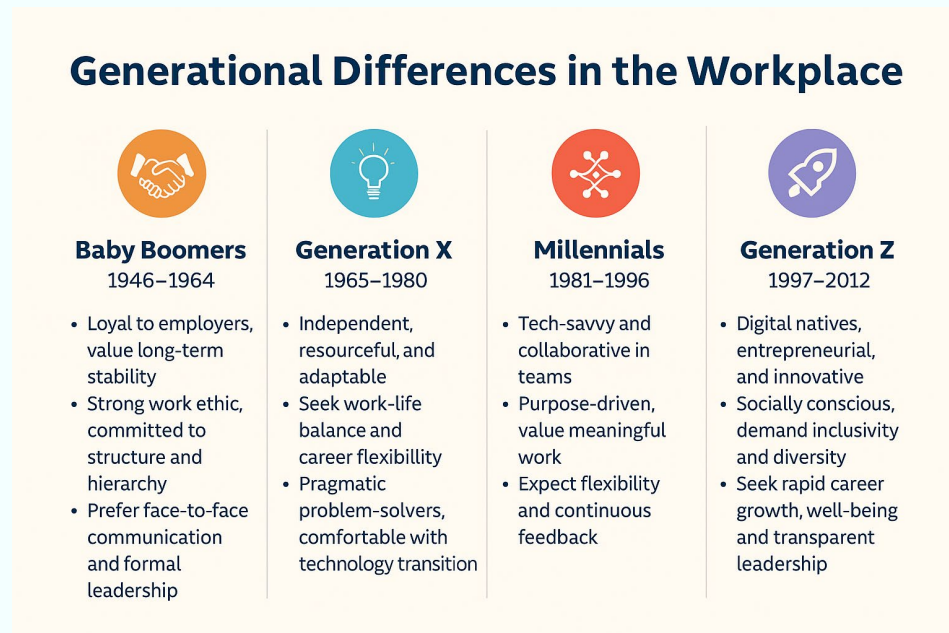 Generational Differences in the Workplace
Baby Boomers
1946–1964
• Loyal to employers,
value long-term
stability
• Strong work ethic,
committed to
structure and
hierarchy
• Prefer face-to-face
communication
and formal
leadership
Generation X
1965–1980
• Independent,
resourceful, and
adaptable
• Seek work-life
balance and
career flexibillity
• Pragmatic
problem-solvers,
comfortable with
technology transition
Millennials
1981–1996
• Tech-savvy and
collaborative in
teams
• Purpose-driven,
value meaningful
work
• Expect flexibility
and continuous
feedback
Generation Z
1997–2012
• Digital natives,
entrepreneurial,
and innovative
• Socially conscious,
demand inclusivity
and diversity
• Seek rapid career
growth, well-being
and transparent
leadership